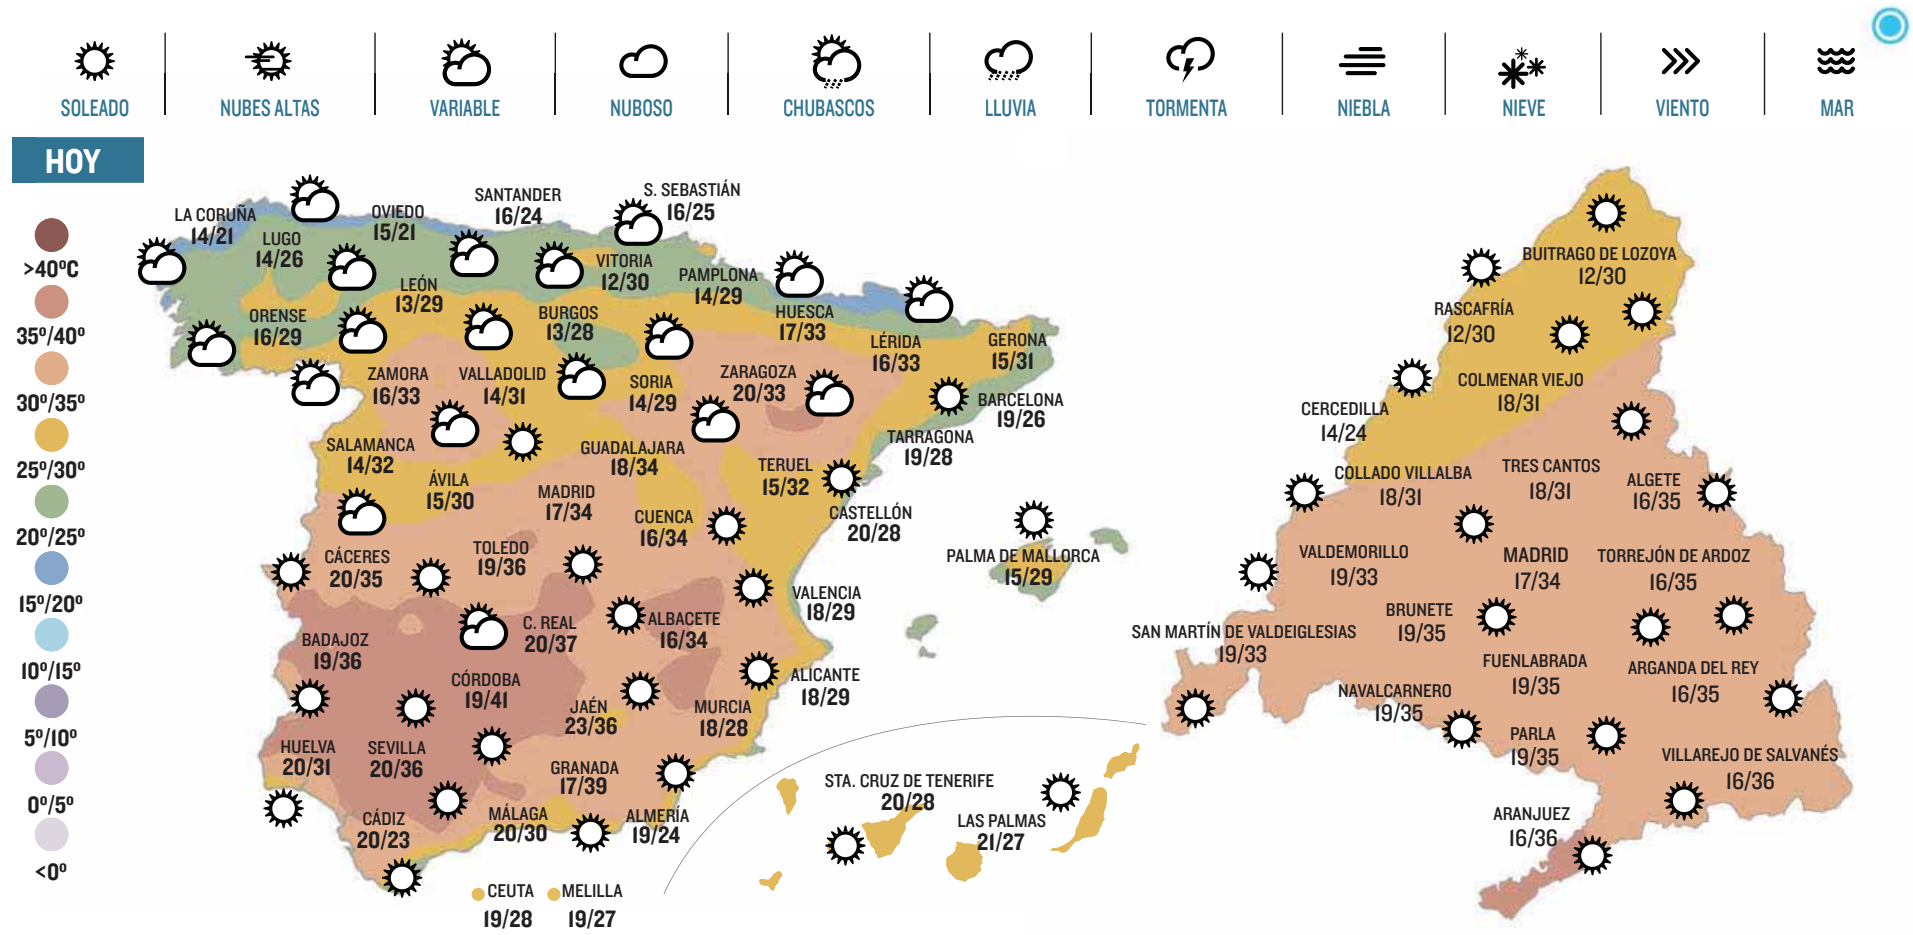 SOLEADO
NUBES ALTAS
VARIABLE
NUBOSO
CHUBASCOS
LLUVIA
TORMENTA
NIEBLA
NIEVE
VIENTO
MAR
HOY
>40ºC
35º/40º
30º/35º
25º/30º
20º/25º
15º/20º
10º/15º
5º/10º
0º/5º
<0º
LA CORUÑA
14/21
OVIEDO
15/21
SANTANDER
16/24
S. SEBASTIÁN
16/25
LUGO
14/26
VITORIA
12/30
PAMPLONA
14/29
LEÓN
13/29
BURGOS
13/28
HUESCA
17/33
ORENSE
16/29
LÉRIDA
16/33
GERONA
15/31
ZAMORA
16/33
VALLADOLID
14/31
SORIA
14/29
ZARAGOZA
20/33
BARCELONA
19/26
TARRAGONA
19/28
SALAMANCA
14/32
GUADALAJARA
18/34
TERUEL
15/32
ÁVILA
15/30
MADRID
17/34
CUENCA
16/34
CASTELLÓN
20/28
CÁCERES
20/35
TOLEDO
19/36
PALMA DE MALLORCA
15/29
VALENCIA
18/29
BADAJOZ
19/36
C. REAL
20/37
ALBACETE
16/34
CÓRDOBA
19/41
ALICANTE
18/29
JAÉN
23/36
MURCIA
18/28
HUELVA
20/31
SEVILLA
20/36
GRANADA
17/39
CÁDIZ
20/23
MÁLAGA
20/30
ALMERÍA
19/24
STA. CRUZ DE TENERIFE
20/28
LAS PALMAS
21/27
CEUTA
19/28
MELILLA
19/27
BUITRAGO DE LOZOYA
12/30
RASCAFRÍA
12/30
COLMENAR VIEJO
18/31
CERCEDILLA
14/24
COLLADO VILLALBA
18/31
TRES CANTOS
18/31
ALGETE
16/35
VALDEMORILLO
19/33
MADRID
17/34
TORREJÓN DE ARDOZ
16/35
BRUNETE
19/35
SAN MARTÍN DE VALDEIGLESIAS
19/33
FUENLABRADA
19/35
ARGANDA DEL REY
16/35
NAVALCARNERO
19/35
PARLA
19/35
VILLAREJO DE SALVANÉS
16/36
ARANJUEZ
16/36